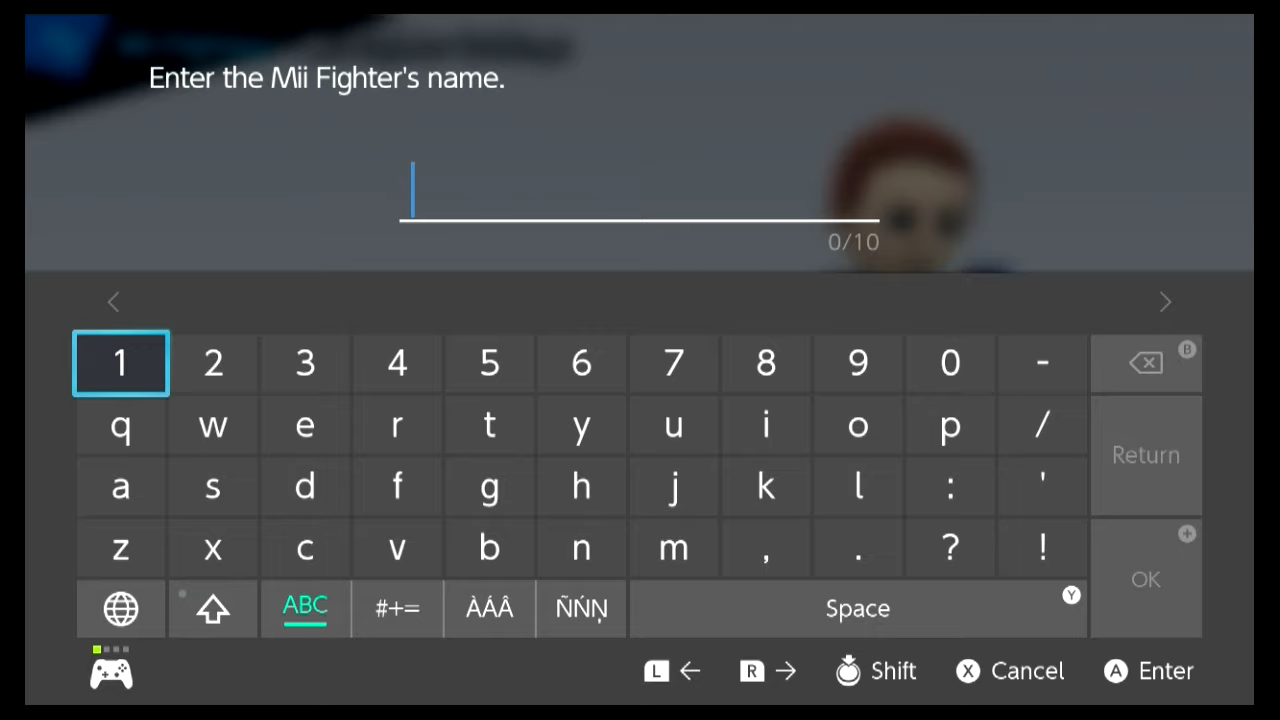 Enter the Mii Fighter's name.
0/10
< >
1 2 3 4 5 6 7 8 9 0 - B
q w e r t y u i o p / Return
a s d f g h j k l : '
z x c v b n m , . ? ! + OK
ABC #+= ÀÁÂ ÑŃŅ Space Y
L ← R → Shift X Cancel A Enter